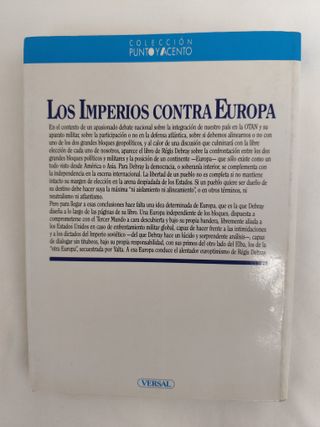 COLECCIÓN
PUNTO Y ACENTO
LOS IMPERIOS CONTRA EUROPA
En el contexto de un apasionado debate nacional sobre la integración de nuestro país en la OTAN y su
aparato militar, sobre la participación o no en la defensa atlántica, sobre si debemos alinearnos o no con
uno de los dos grandes bloques geopolíticos, y al calor de una discusión que culminará con la libre
elección de cada uno de nosotros, aparece el libro de Régis Debray sobre la confrontación entre los dos
grandes bloques políticos y militares y la posición de un continente —Europa— que sólo existe como un
todo visto desde América o Asia. Para Debray la democracia, o soberanía interior, se complementa con
la independencia en la escena internacional. La libertad de un pueblo no es completa si no mantiene
intacto su margen de elección en la arena despiadada de los Estados. Si un pueblo quiere ser dueño de
su destino debe hacer suya la máxima "ni aislamiento ni alineamiento", o en otros términos, ni
neutralismo ni atlantismo.
Pero para llegar a esas conclusiones hace falta una idea determinada de Europa, que es la que Debray
diseña a lo largo de las páginas de su libro. Una Europa independiente de los bloques, dispuesta a
comprometerse con el Tercer Mundo a cara descubierta y bajo su propia bandera, libremente aliada a
los Estados Unidos en caso de enfrentamiento militar global, capaz de hacer frente a las intimidaciones
y a los dictados del Imperio soviético —del que Debray hace un lúcido y sorprendente análisis—, capaz
de dialogar sin titubeos, bajo su propia responsabilidad, con sus primos del otro lado del Elba, los de la
"otra Europa", secuestrada por Yalta. A esa Europa conduce el alentador europtimismo de Régis Debray.
VERSAL